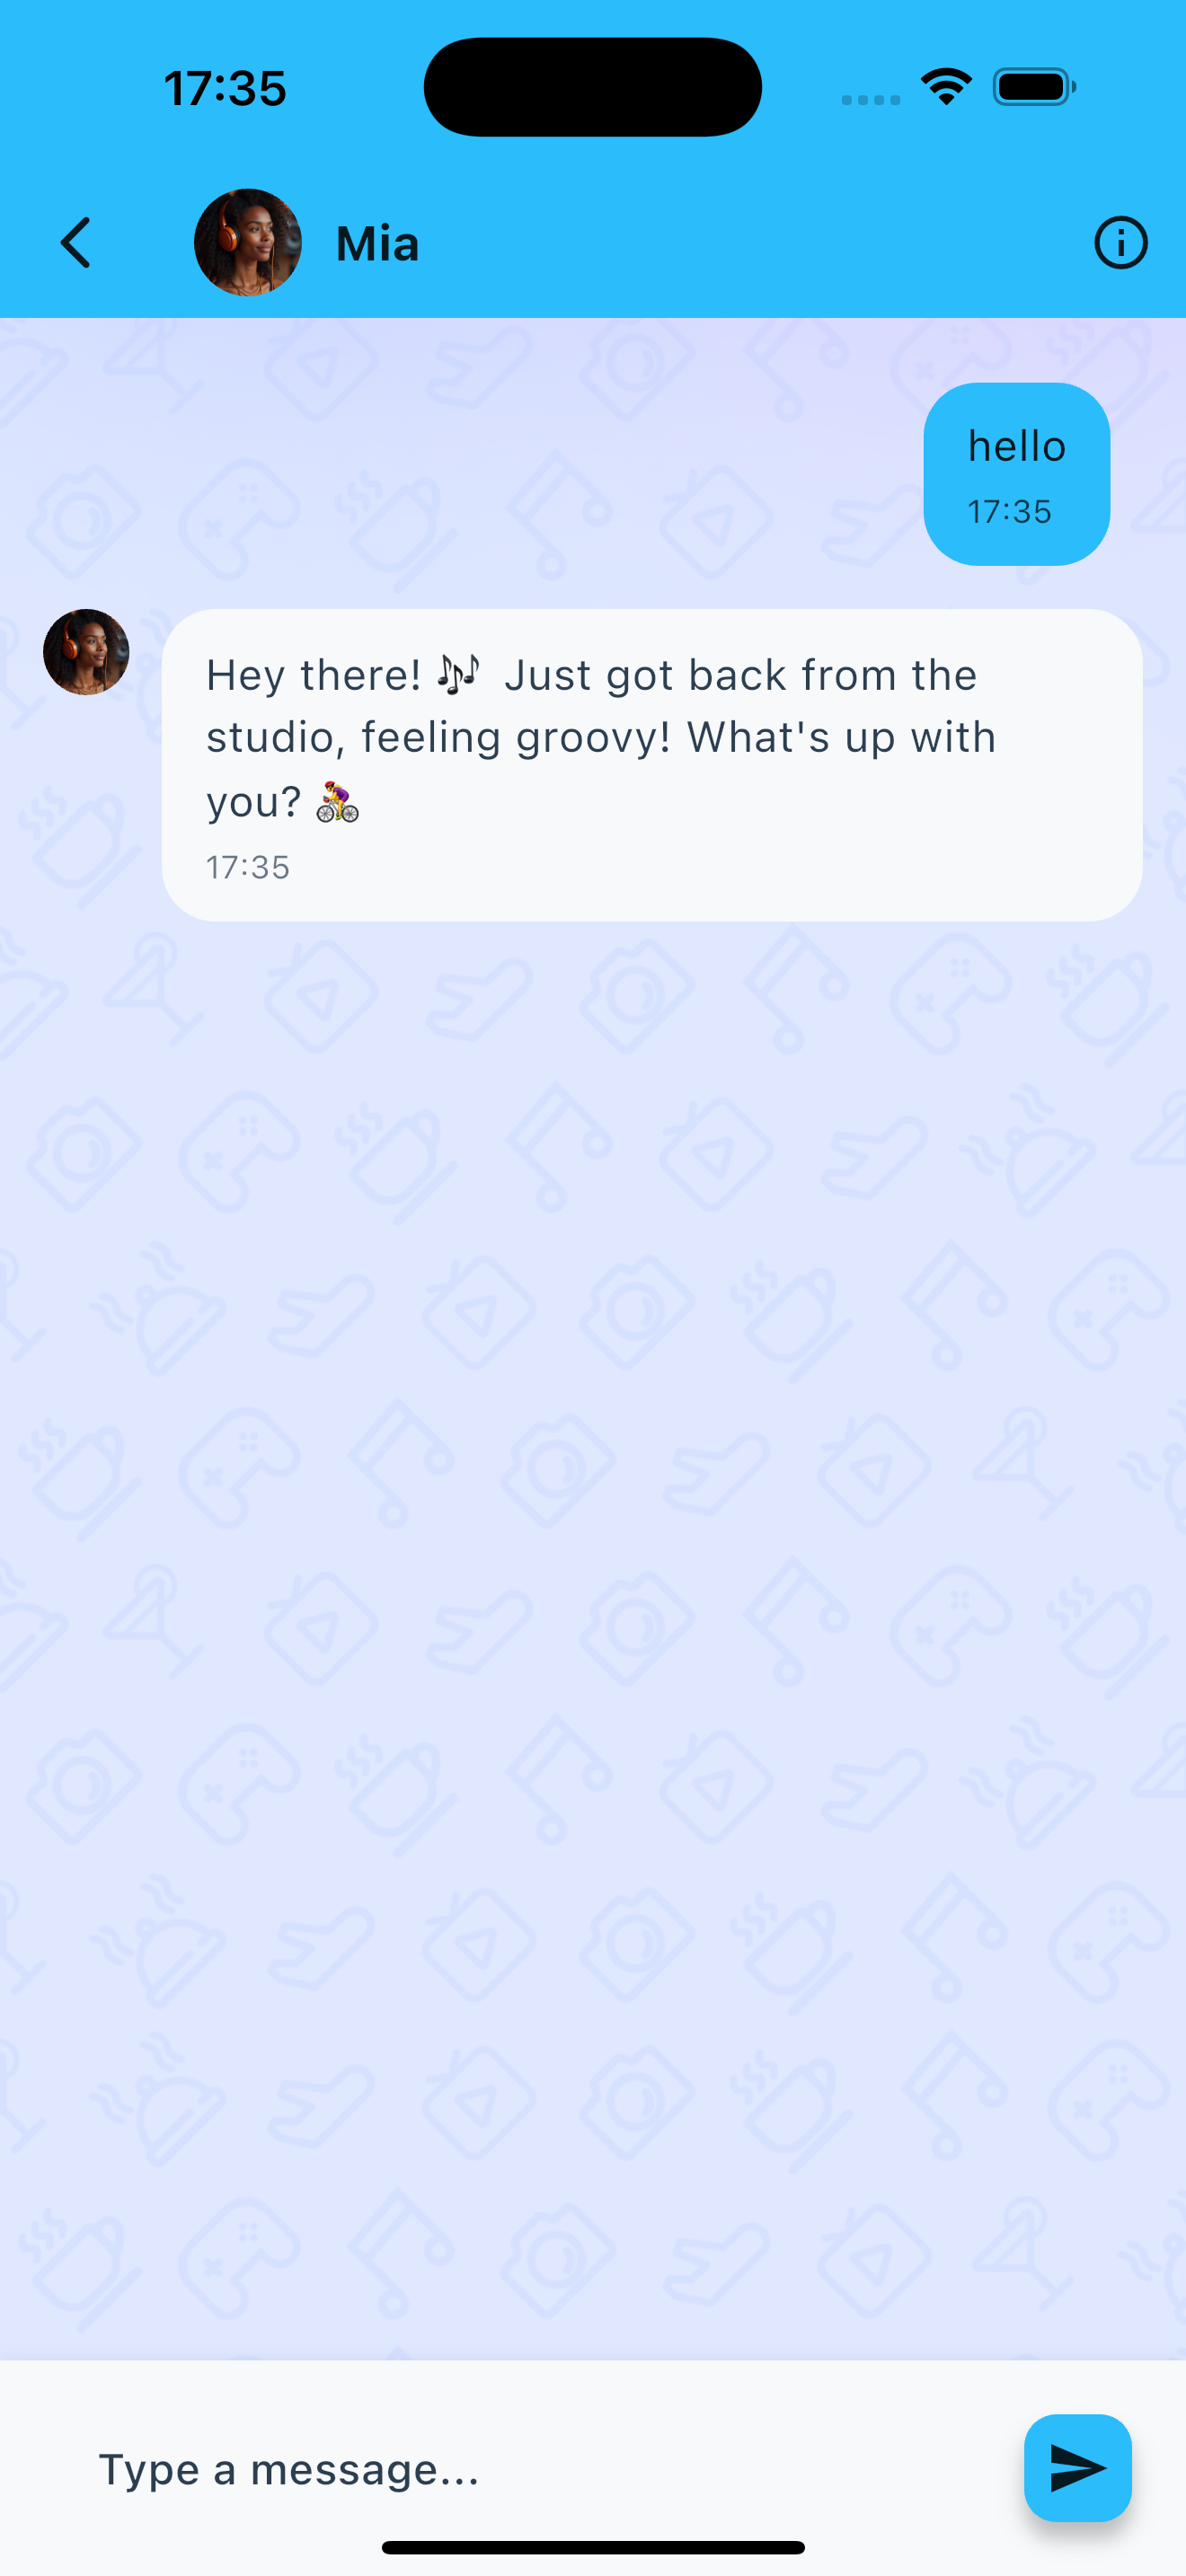 17:35
Mia
hello
17:35
Hey there! 🎶 Just got back from the
studio, feeling groovy! What's up with
you? 🚴‍♀️
17:35
Type a message...